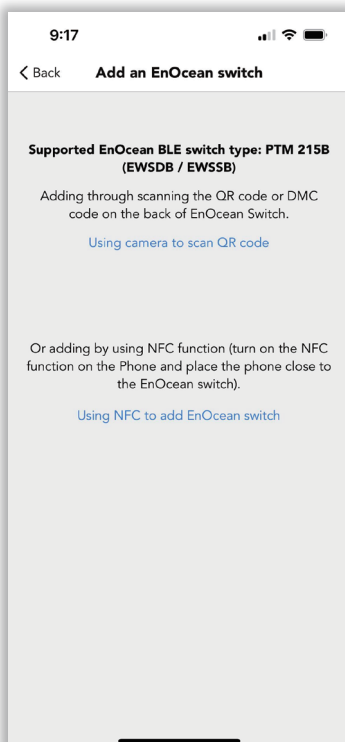 9:17
Back Add an EnOcean switch
Supported EnOcean BLE switch type: PTM 215B
(EWSDB / EWSSB)
Adding through scanning the QR code or DMC
code on the back of EnOcean Switch.
Using camera to scan QR code
Or adding by using NFC function (turn on the NFC
function on the Phone and place the phone close to
the EnOcean switch).
Using NFC to add EnOcean switch